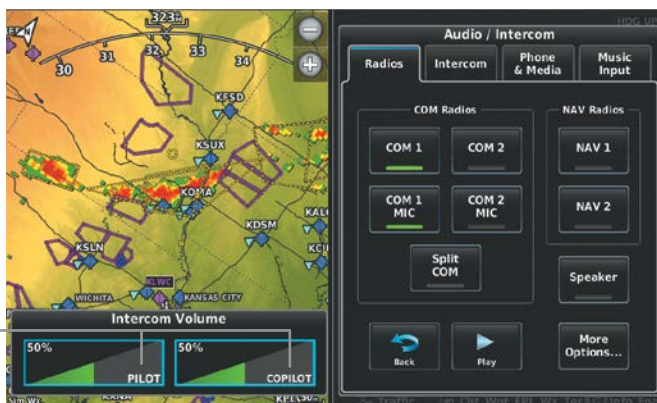 323°
30
31
32
33
34
KFSD
KSUX
KOMA
KDSM
KSLN
KLWC
WICHITA
KANSAS CITY
Intercom Volume
50%
PILOT
50%
COPILOT
HDG UP
Audio / Intercom
Radios
Intercom
Phone
& Media
Music
Input
COM Radios
NAV Radios
COM 1
COM 2
NAV 1
COM 1
MIC
COM 2
MIC
NAV 2
Split
COM
Speaker
Back
Play
More
Options...